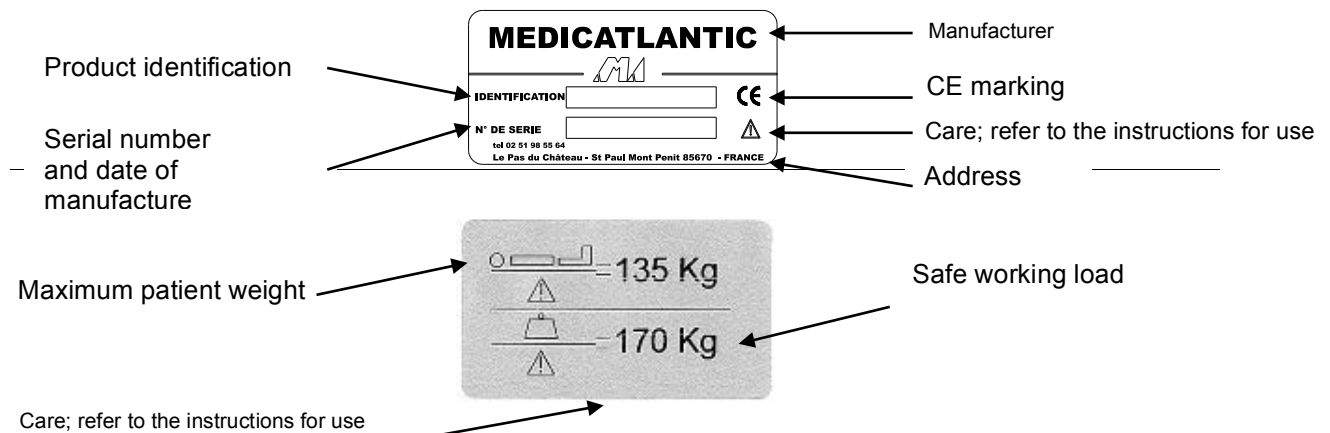 MEDICATLANTIC
Manufacturer
Product identification
IDENTIFICATION
CE
CE marking
Serial number
and date of
manufacture
N° DE SERIE
Care; refer to the instructions for use
tel 02 51 98 55 64
Le Pas du Château - St Paul Mont Penit 85670 - FRANCE
Address
Maximum patient weight
=135 Kg
Safe working load
=170 Kg
Care; refer to the instructions for use